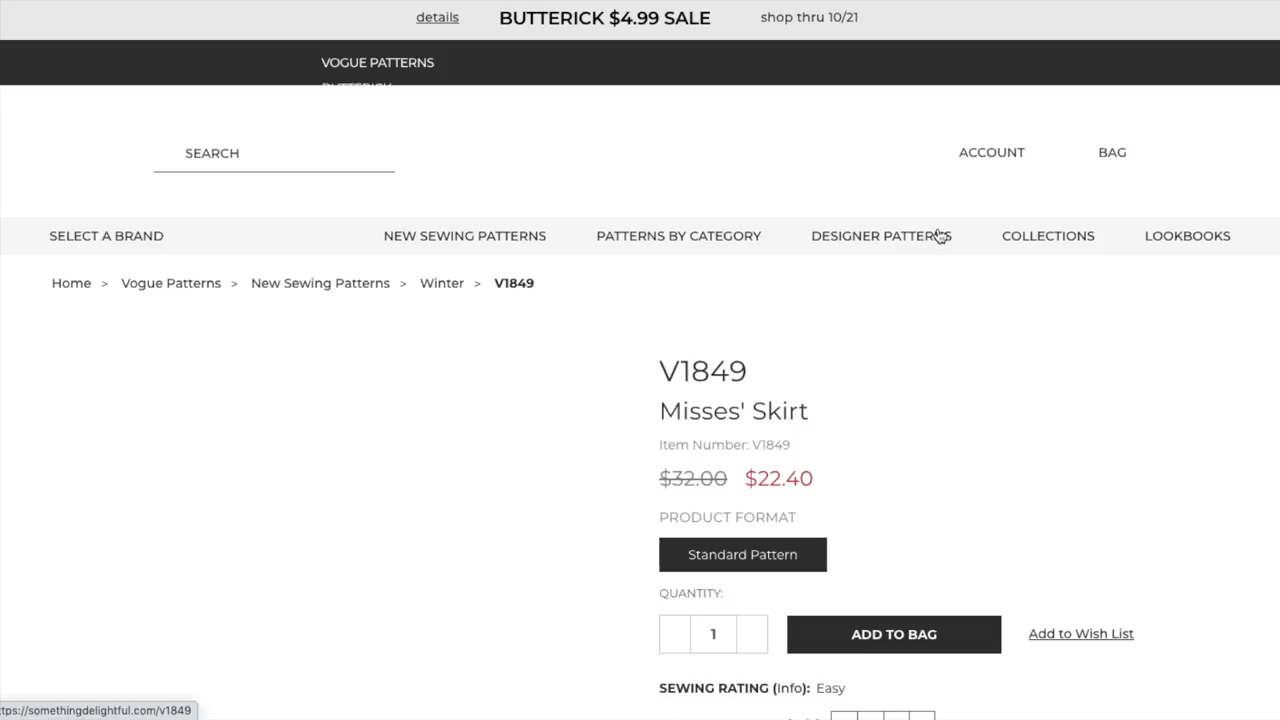 details BUTTERICK $4.99 SALE shop thru 10/21
VOGUE PATTERNS
BUTTERICK
SEARCH
ACCOUNT BAG
SELECT A BRAND NEW SEWING PATTERNS PATTERNS BY CATEGORY DESIGNER PATTERNS COLLECTIONS LOOKBOOKS
Home > Vogue Patterns > New Sewing Patterns > Winter > V1849
V1849
Misses' Skirt
Item Number: V1849
$32.00 $22.40
PRODUCT FORMAT
Standard Pattern
QUANTITY:
1 ADD TO BAG Add to Wish List
SEWING RATING (Info): Easy
ttps://somethingdelightful.com/v1849